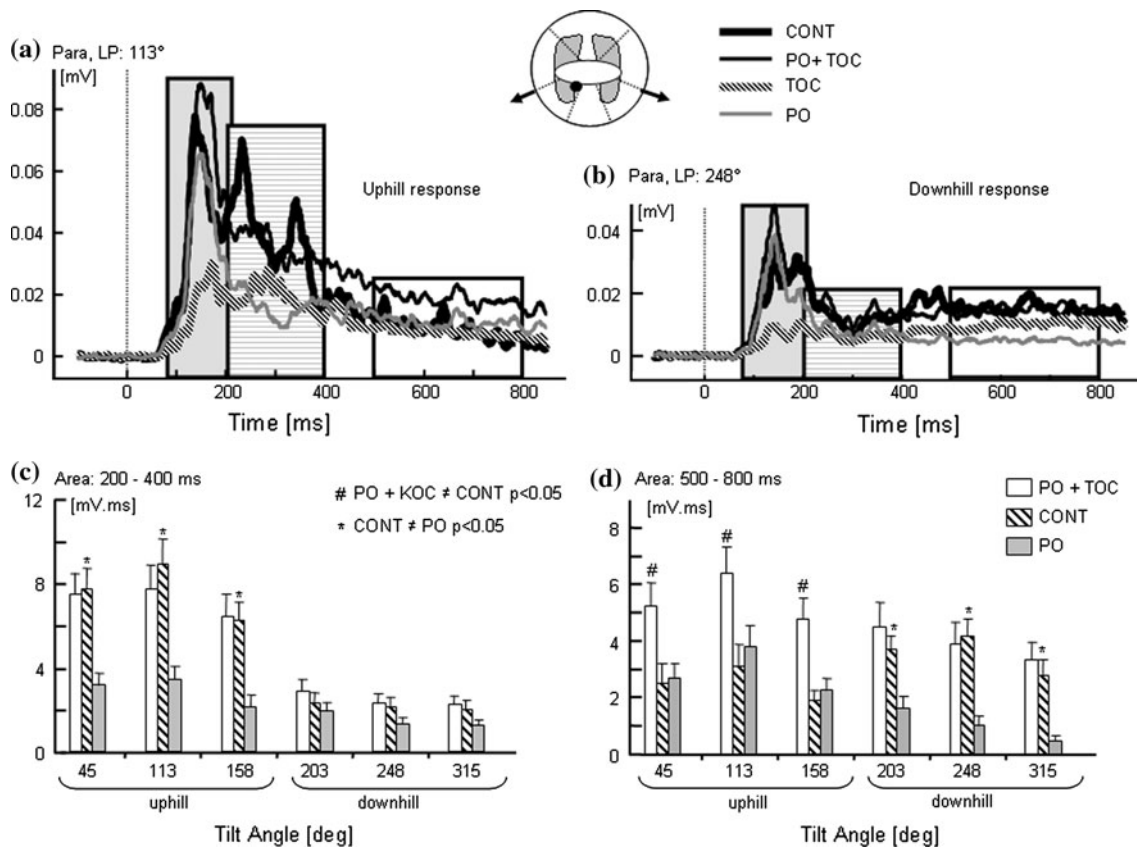 (a) Para, LP: 113°
[mV]
0.08
0.06
0.04
0.02
0
Uphill response
0 200 400 600 800
Time [ms]
CONT
PO+ TOC
TOC
PO
(b) Para, LP: 248°
[mV]
0.04
0.02
0
Downhill response
0 200 400 600 800
Time [ms]
(c) Area: 200 - 400 ms
[mV.ms]
12
8
4
0
# PO + KOC ≠ CONT p<0.05
* CONT ≠ PO p<0.05
* * *
45 113 158 203 248 315
uphill downhill
Tilt Angle [deg]
(d) Area: 500 - 800 ms
[mV.ms]
8
6
4
2
0
PO + TOC
CONT
PO
# # # * * *
45 113 158 203 248 315
uphill downhill
Tilt Angle [deg]